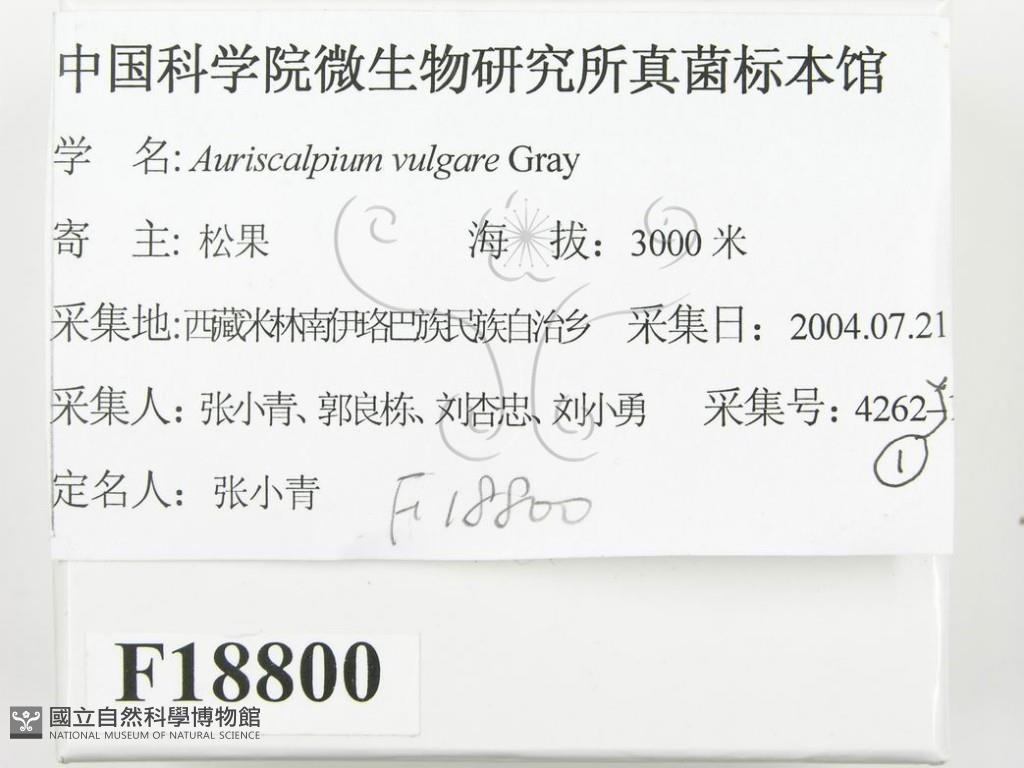 中国科学院微生物研究所真菌标本馆
学 名: Auriscalpium vulgare Gray
寄 主: 松果 海 拔: 3000 米
采集地: 西藏米林南伊珞巴族民族自治乡 采集日: 2004.07.21
采集人: 张小青、郭良栋、刘杏忠、刘小勇 采集号: 4262-1
1
定名人: 张小青 F18800
F18800
國立自然科學博物館
NATIONAL MUSEUM OF NATURAL SCIENCE